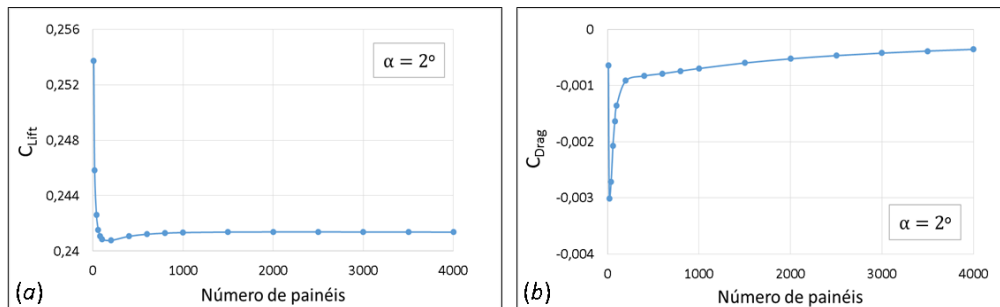 0,256
0,252
0,248
0,244
0,24
C_Lift
α = 2°
0 1000 2000 3000 4000
Número de painéis
(a)
0
-0,001
-0,002
-0,003
-0,004
C_Drag
α = 2°
0 1000 2000 3000 4000
Número de painéis
(b)